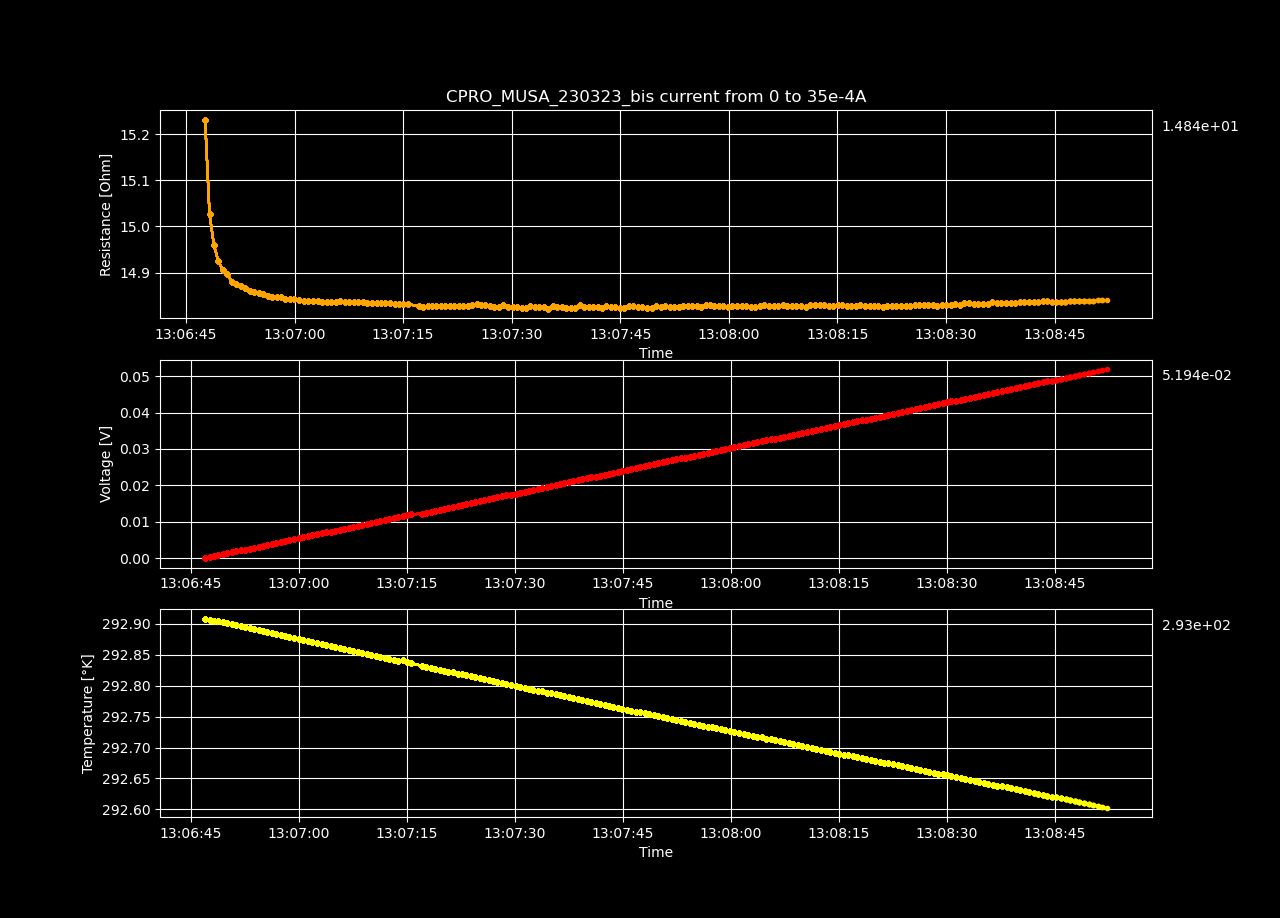 CPRO_MUSA_230323_bis current from 0 to 35e-4A
1.484e+01
Resistance [Ohm]
15.2
15.1
15.0
14.9
13:06:45 13:07:00 13:07:15 13:07:30 13:07:45 13:08:00 13:08:15 13:08:30 13:08:45
Time
5.194e-02
Voltage [V]
0.05
0.04
0.03
0.02
0.01
0.00
13:06:45 13:07:00 13:07:15 13:07:30 13:07:45 13:08:00 13:08:15 13:08:30 13:08:45
Time
2.93e+02
Temperature [°K]
292.90
292.85
292.80
292.75
292.70
292.65
292.60
13:06:45 13:07:00 13:07:15 13:07:30 13:07:45 13:08:00 13:08:15 13:08:30 13:08:45
Time